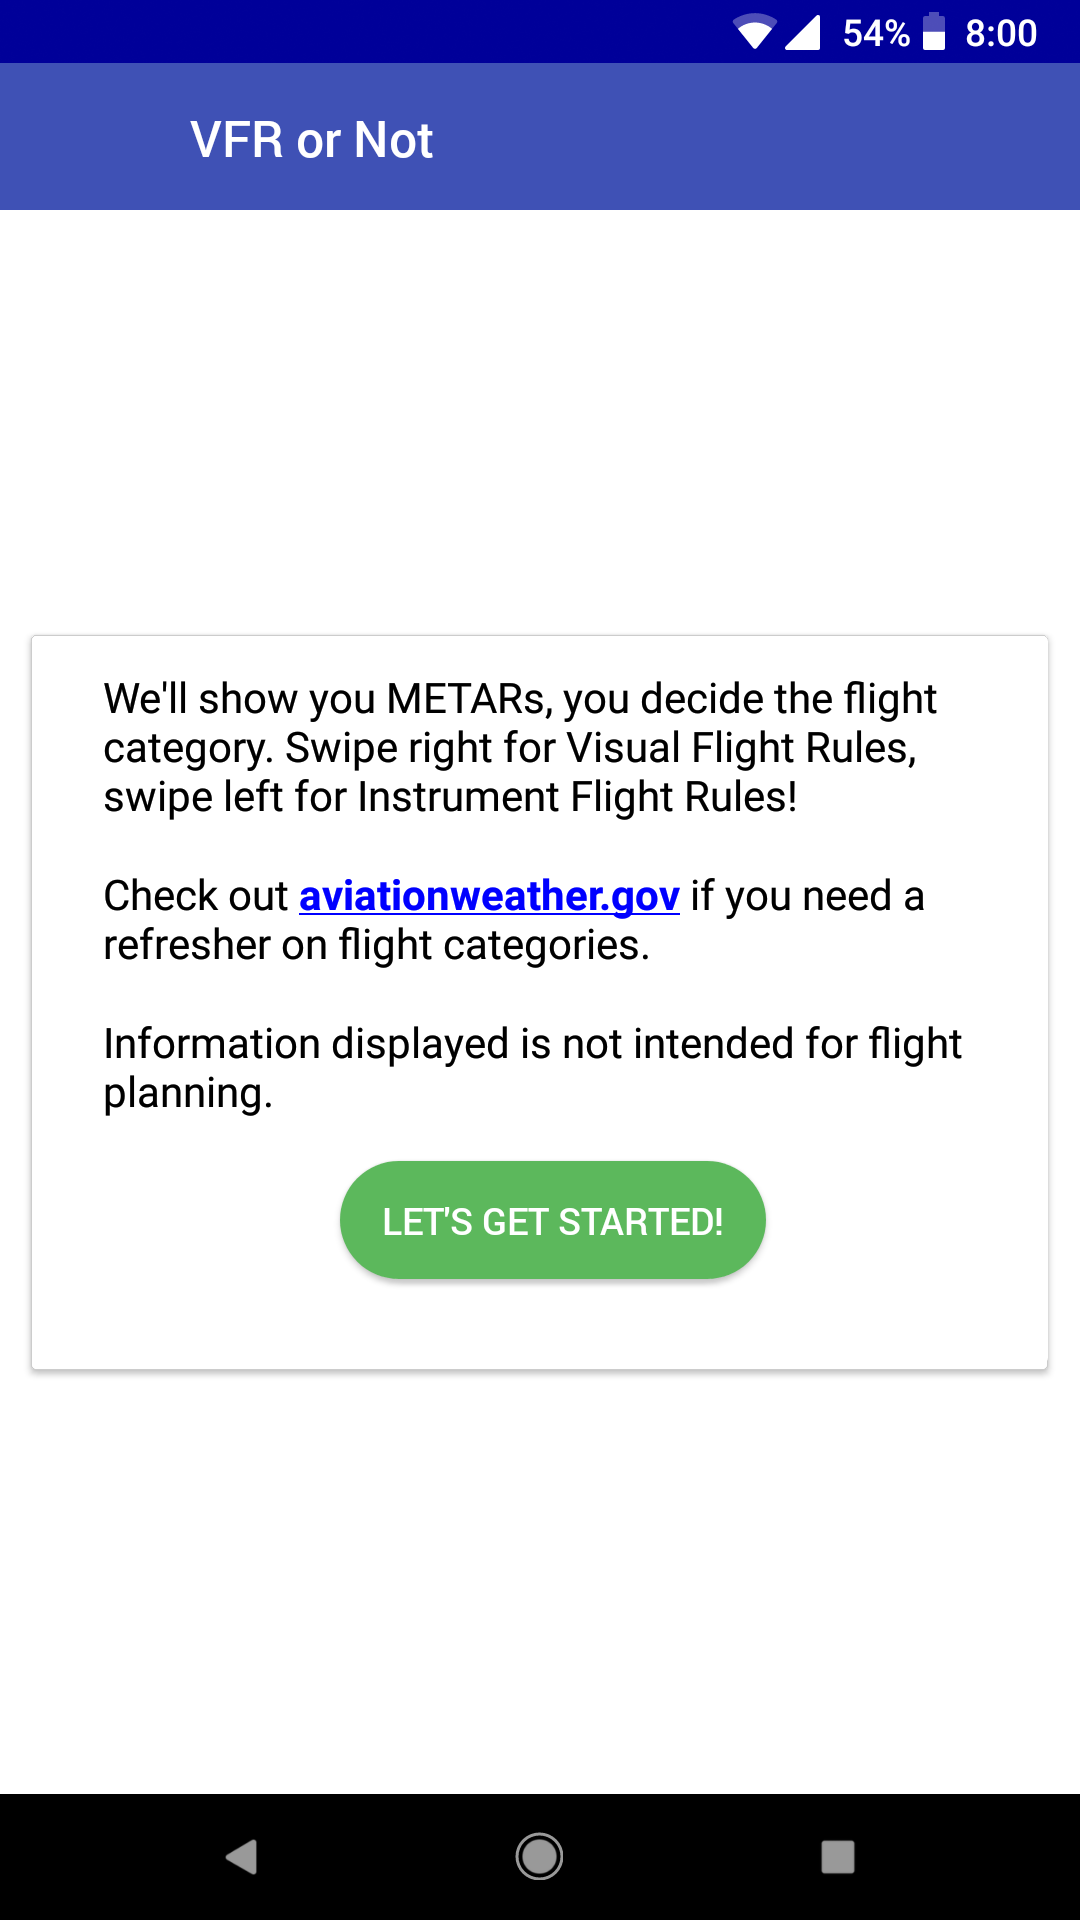 54% 8:00
VFR or Not
We'll show you METARs, you decide the flight
category. Swipe right for Visual Flight Rules,
swipe left for Instrument Flight Rules!
Check out aviationweather.gov if you need a
refresher on flight categories.
Information displayed is not intended for flight
planning.
LET'S GET STARTED!